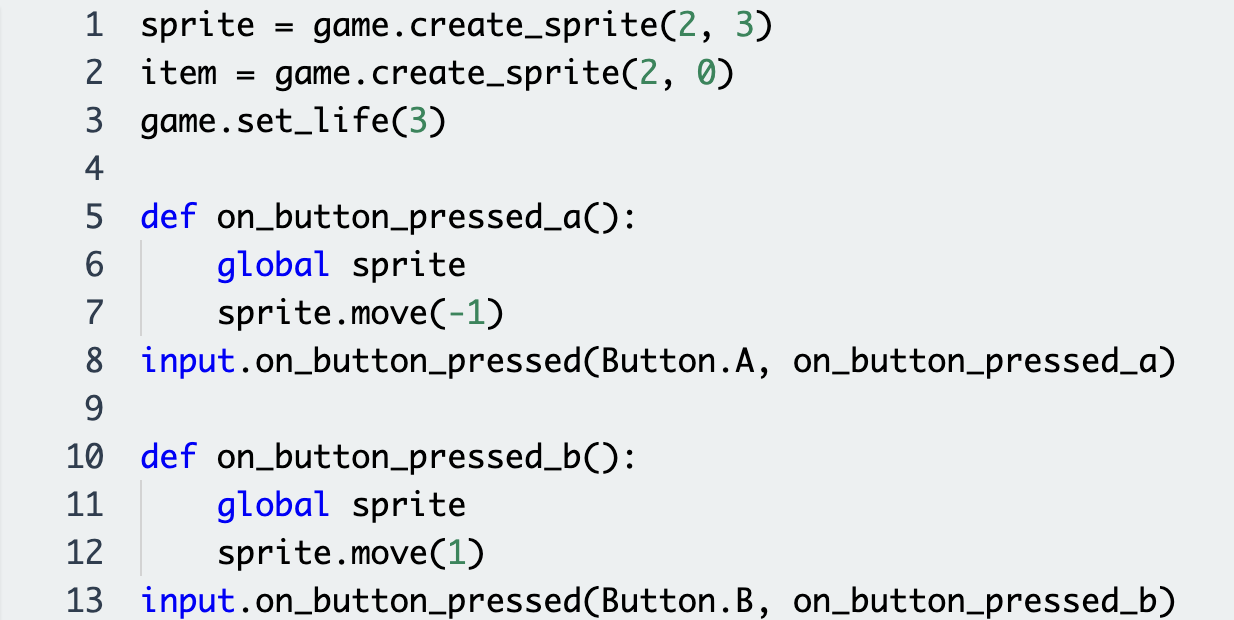 1 sprite = game.create_sprite(2, 3)
2 item = game.create_sprite(2, 0)
3 game.set_life(3)
4
5 def on_button_pressed_a():
6     global sprite
7     sprite.move(-1)
8 input.on_button_pressed(Button.A, on_button_pressed_a)
9
10 def on_button_pressed_b():
11     global sprite
12     sprite.move(1)
13 input.on_button_pressed(Button.B, on_button_pressed_b)